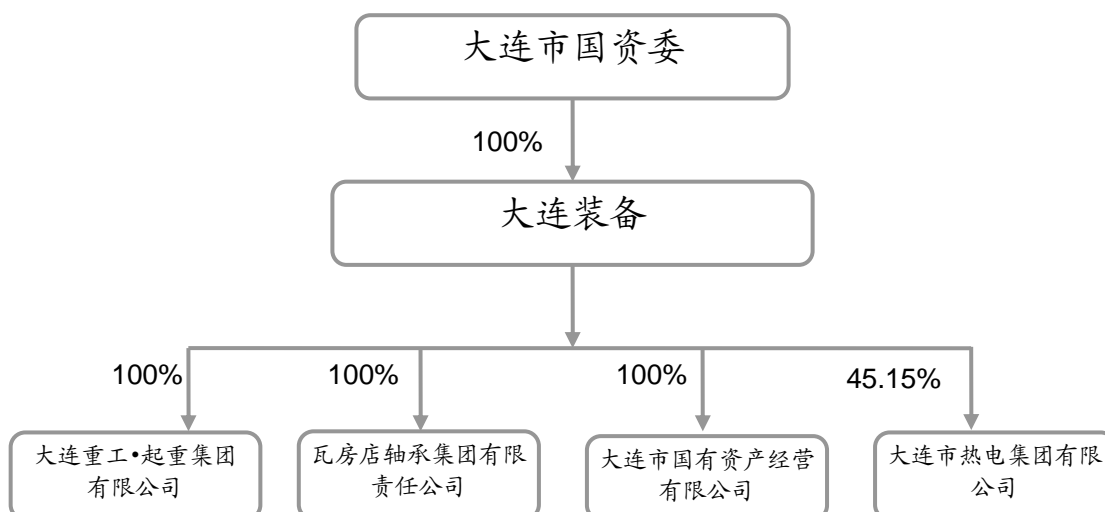 大连市国资委
100%
大连装备
100%
100%
100%
45.15%
大连重工•起重集团
有限公司
瓦房店轴承集团有限
责任公司
大连市国有资产经营
有限公司
大连市热电集团有限
公司